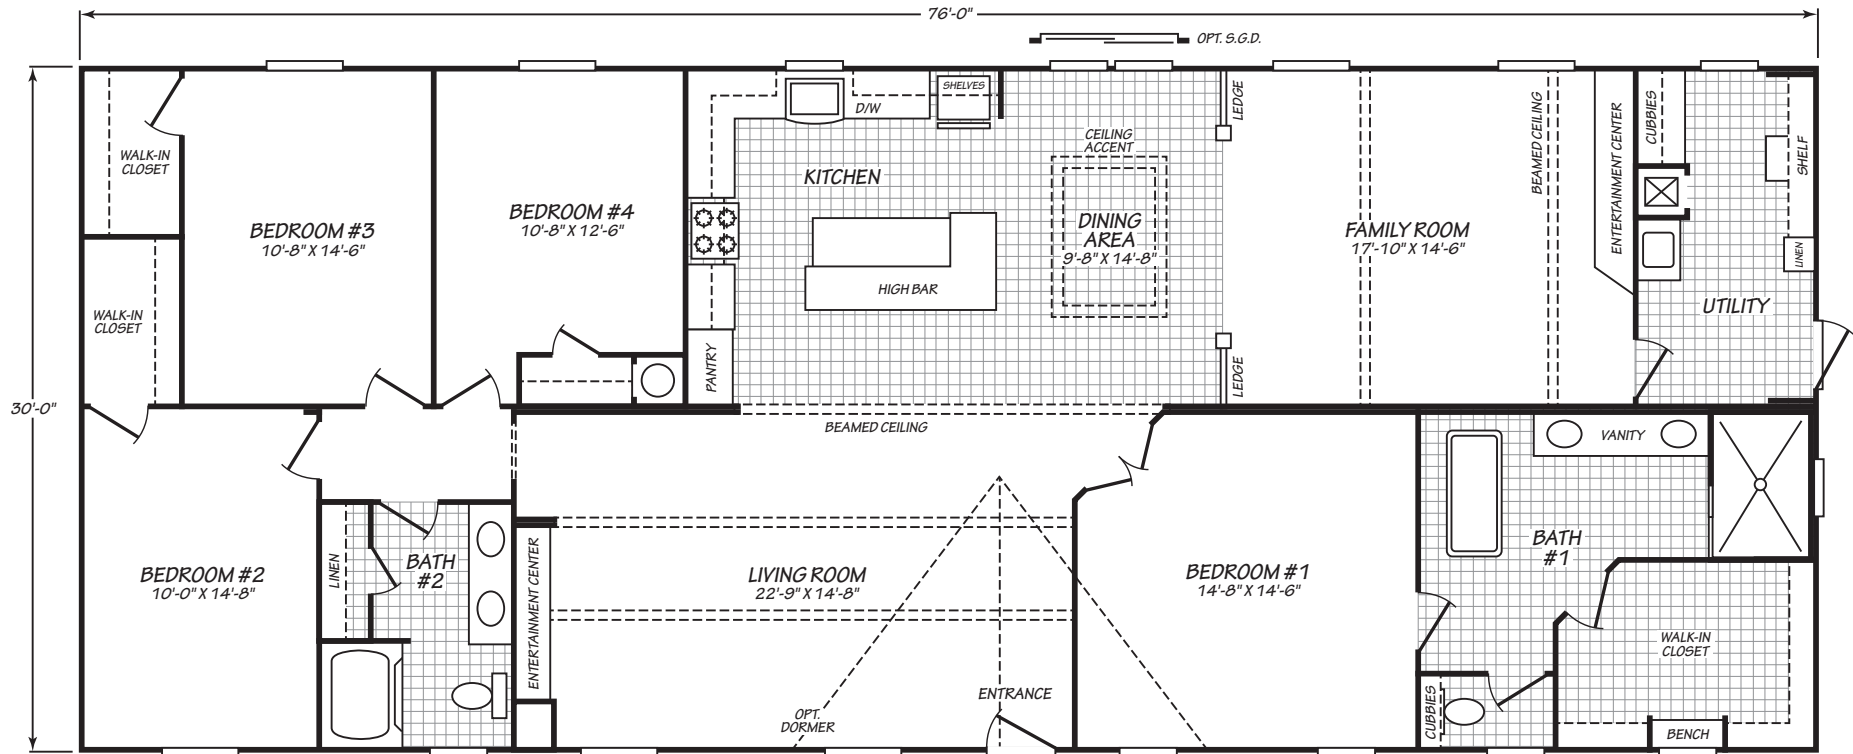 76'-0"
OPT. S.G.D.
30'-0"
WALK-IN
CLOSET
WALK-IN
CLOSET
BEDROOM #3
10'-8" X 14'-6"
BEDROOM #4
10'-8" X 12'-6"
D/W
SHELVES
KITCHEN
HIGH BAR
PANTRY
CEILING
ACCENT
DINING
AREA
9'-8" X 14'-8"
LEDGE
LEDGE
FAMILY ROOM
17'-10" X 14'-6"
BEAMED CEILING
ENTERTAINMENT CENTER
CUBBIES
SHELF
LINEN
UTILITY
BEDROOM #2
10'-0" X 14'-8"
LINEN
BATH
#2
ENTERTAINMENT CENTER
BEAMED CEILING
LIVING ROOM
22'-9" X 14'-8"
OPT.
DORMER
ENTRANCE
BEDROOM #1
14'-8" X 14'-6"
VANITY
BATH
#1
CUBBIES
WALK-IN
CLOSET
BENCH